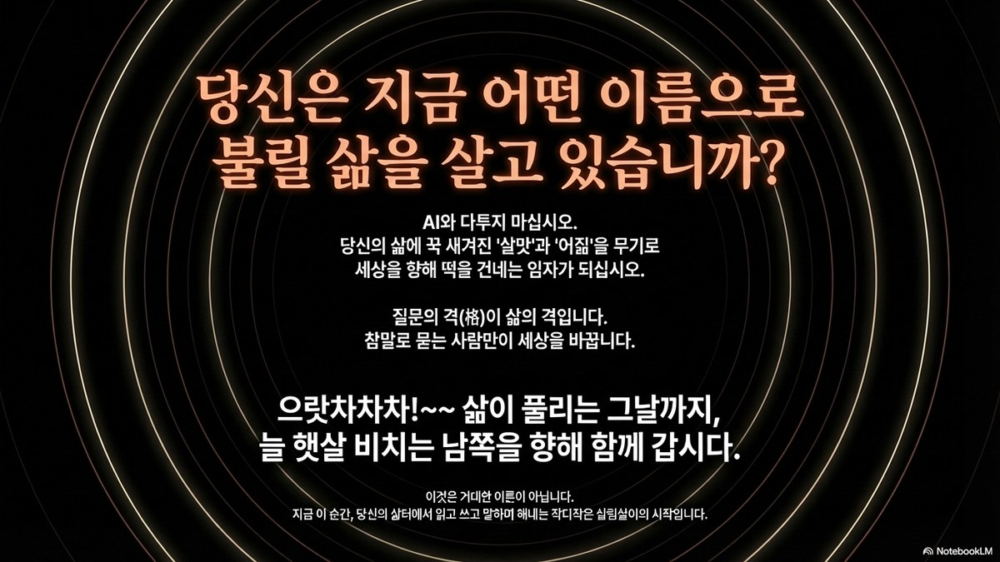 당신은 지금 어떤 이름으로
불릴 삶을 살고 있습니까?
AI와 다투지 마십시오.
당신의 삶에 꾹 새겨진 '살맛'과 '어짊'을 무기로
세상을 향해 떡을 건네는 임자가 되십시오.
질문의 격(格)이 삶의 격입니다.
참말로 묻는 사람만이 세상을 바꿉니다.
으랏차차차!~~ 삶이 풀리는 그날까지,
늘 햇살 비치는 남쪽을 향해 함께 갑시다.
이것은 거대한 이론이 아닙니다.
지금 이 순간, 당신의 삶터에서 읽고 쓰고 말하며 해내는 작디작은 살림살이의 시작입니다.
NotebookLM